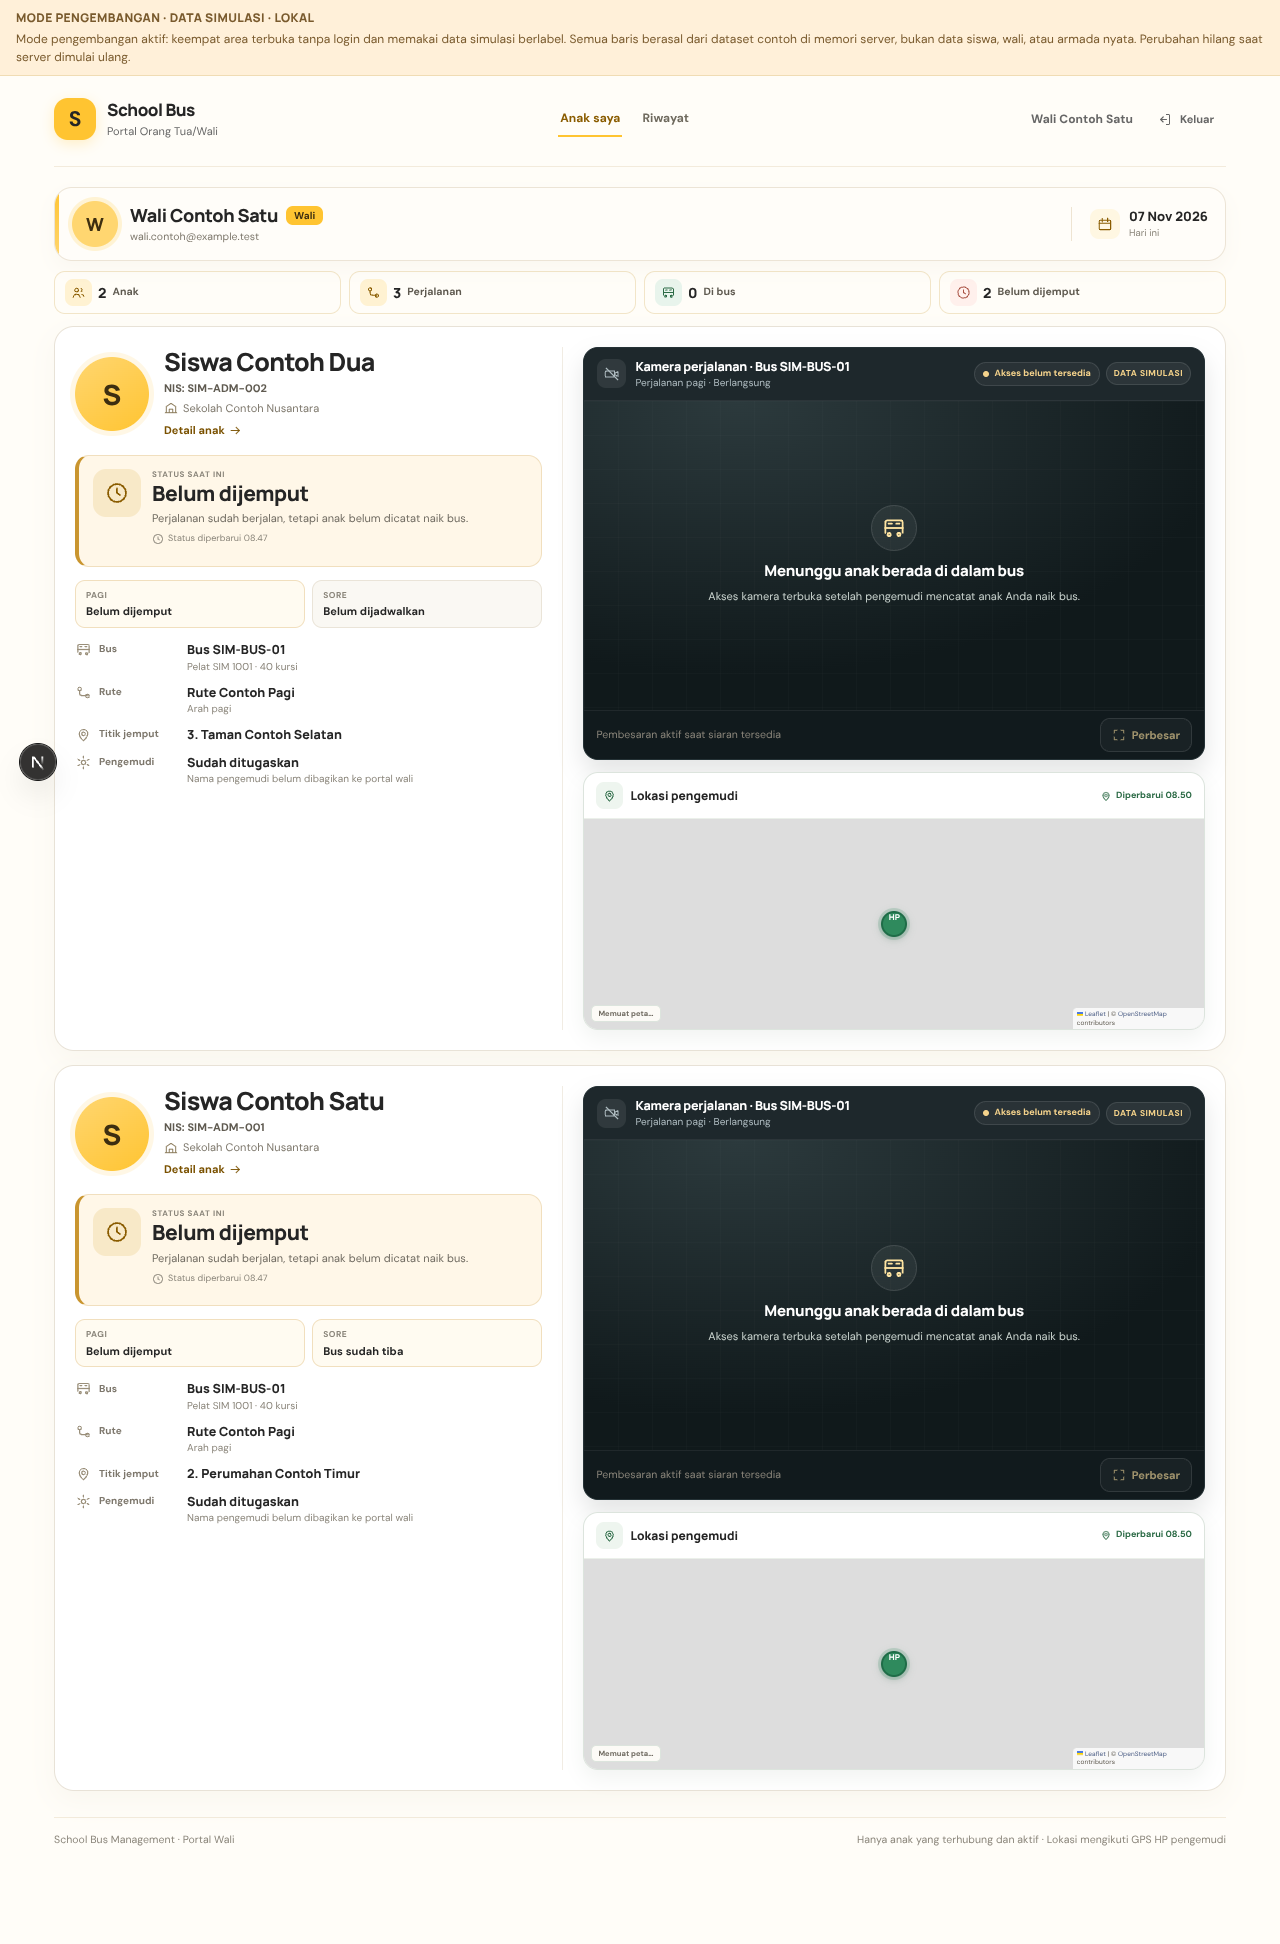 MODE PENGEMBANGAN · DATA SIMULASI · LOKAL
Mode pengembangan aktif: keempat area terbuka tanpa login dan memakai data simulasi berlabel. Semua baris berasal dari dataset contoh di memori server, bukan data siswa, wali, atau armada nyata. Perubahan hilang saat
server dimulai ulang.
S
School Bus
Portal Orang Tua/Wali
Anak saya
Riwayat
Wali Contoh Satu
Keluar
W
Wali Contoh Satu
Wali
wali.contoh@example.test
07 Nov 2026
Hari ini
2 Anak
3 Perjalanan
0 Di bus
2 Belum dijemput
S
Siswa Contoh Dua
NIS: SIM-ADM-002
Sekolah Contoh Nusantara
Detail anak →
STATUS SAAT INI
Belum dijemput
Perjalanan sudah berjalan, tetapi anak belum dicatat naik bus.
Status diperbarui 08.47
PAGI
Belum dijemput
SORE
Belum dijadwalkan
Bus
Bus SIM-BUS-01
Pelat SIM 1001 · 40 kursi
Rute
Rute Contoh Pagi
Arah pagi
Titik jemput
3. Taman Contoh Selatan
Pengemudi
Sudah ditugaskan
Nama pengemudi belum dibagikan ke portal wali
N
Kamera perjalanan · Bus SIM-BUS-01
Perjalanan pagi · Berlangsung
Akses belum tersedia
DATA SIMULASI
Menunggu anak berada di dalam bus
Akses kamera terbuka setelah pengemudi mencatat anak Anda naik bus.
Pembesaran aktif saat siaran tersedia
Perbesar
Lokasi pengemudi
Diperbarui 08.50
HP
Memuat peta…
Leaflet | © OpenStreetMap
contributors
S
Siswa Contoh Satu
NIS: SIM-ADM-001
Sekolah Contoh Nusantara
Detail anak →
STATUS SAAT INI
Belum dijemput
Perjalanan sudah berjalan, tetapi anak belum dicatat naik bus.
Status diperbarui 08.47
PAGI
Belum dijemput
SORE
Bus sudah tiba
Bus
Bus SIM-BUS-01
Pelat SIM 1001 · 40 kursi
Rute
Rute Contoh Pagi
Arah pagi
Titik jemput
2. Perumahan Contoh Timur
Pengemudi
Sudah ditugaskan
Nama pengemudi belum dibagikan ke portal wali
Kamera perjalanan · Bus SIM-BUS-01
Perjalanan pagi · Berlangsung
Akses belum tersedia
DATA SIMULASI
Menunggu anak berada di dalam bus
Akses kamera terbuka setelah pengemudi mencatat anak Anda naik bus.
Pembesaran aktif saat siaran tersedia
Perbesar
Lokasi pengemudi
Diperbarui 08.50
HP
Memuat peta…
Leaflet | © OpenStreetMap
contributors
School Bus Management · Portal Wali
Hanya anak yang terhubung dan aktif · Lokasi mengikuti GPS HP pengemudi